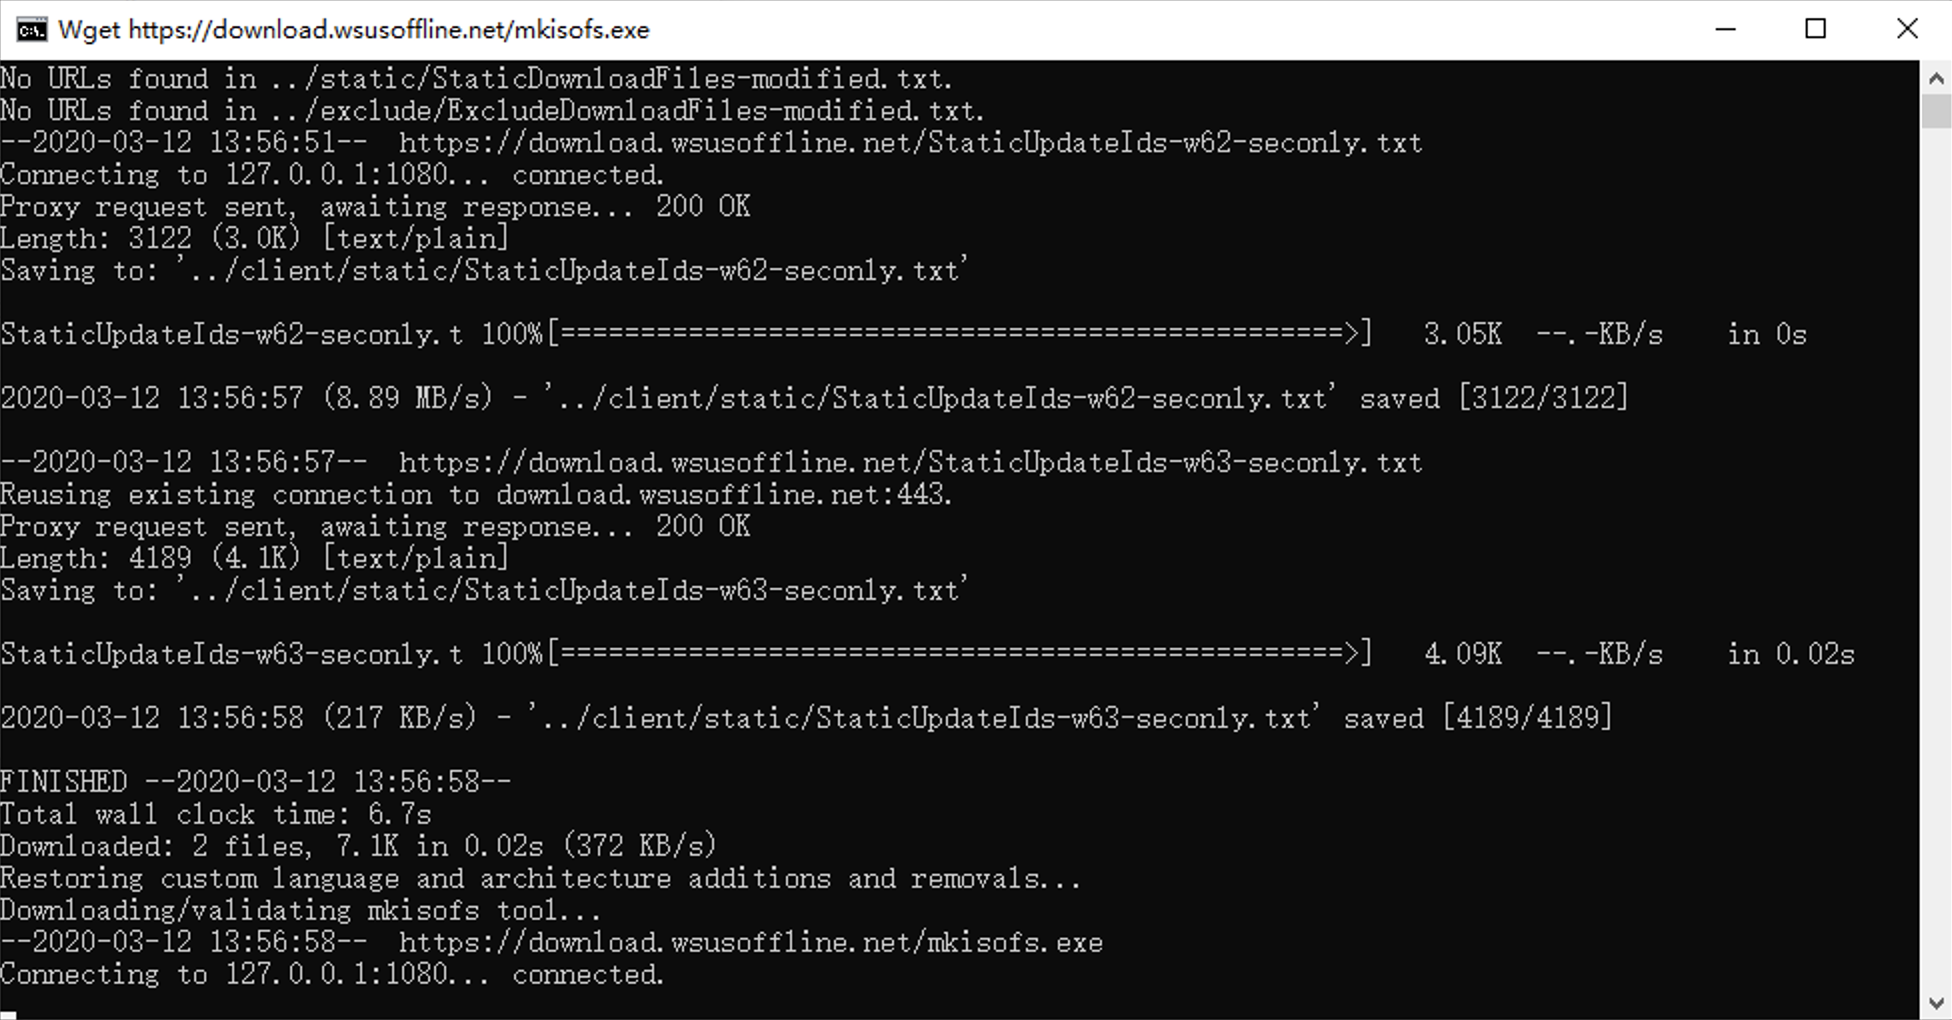 Wget https://download.wsusoffline.net/mkisofs.exe
No URLs found in ../static/StaticDownloadFiles-modified.txt.
No URLs found in ../exclude/ExcludeDownloadFiles-modified.txt.
--2020-03-12 13:56:51--  https://download.wsusoffline.net/StaticUpdateIds-w62-seconly.txt
Connecting to 127.0.0.1:1080... connected.
Proxy request sent, awaiting response... 200 OK
Length: 3122 (3.0K) [text/plain]
Saving to: '../client/static/StaticUpdateIds-w62-seconly.txt'
StaticUpdateIds-w62-seconly.t 100%[=================================================>]   3.05K  --.-KB/s    in 0s
2020-03-12 13:56:57 (8.89 MB/s) - '../client/static/StaticUpdateIds-w62-seconly.txt' saved [3122/3122]
--2020-03-12 13:56:57--  https://download.wsusoffline.net/StaticUpdateIds-w63-seconly.txt
Reusing existing connection to download.wsusoffline.net:443.
Proxy request sent, awaiting response... 200 OK
Length: 4189 (4.1K) [text/plain]
Saving to: '../client/static/StaticUpdateIds-w63-seconly.txt'
StaticUpdateIds-w63-seconly.t 100%[=================================================>]   4.09K  --.-KB/s    in 0.02s
2020-03-12 13:56:58 (217 KB/s) - '../client/static/StaticUpdateIds-w63-seconly.txt' saved [4189/4189]
FINISHED --2020-03-12 13:56:58--
Total wall clock time: 6.7s
Downloaded: 2 files, 7.1K in 0.02s (372 KB/s)
Restoring custom language and architecture additions and removals...
Downloading/validating mkisofs tool...
--2020-03-12 13:56:58--  https://download.wsusoffline.net/mkisofs.exe
Connecting to 127.0.0.1:1080... connected.